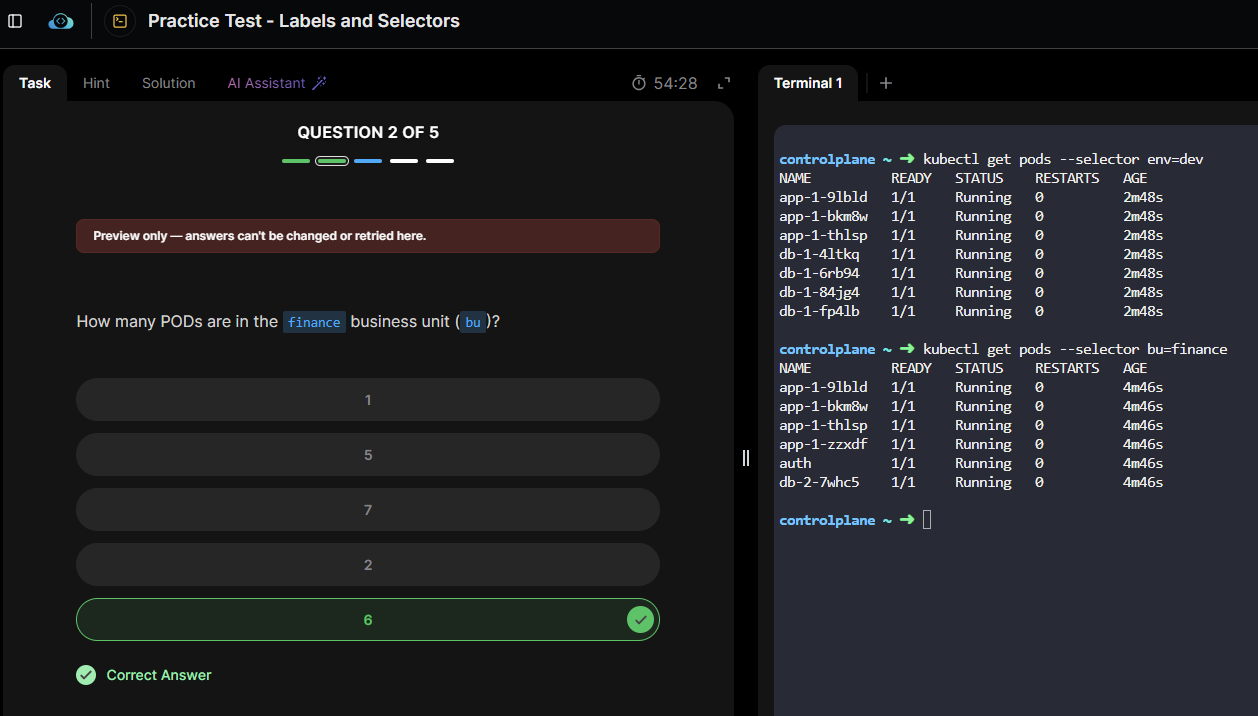 Practice Test - Labels and Selectors
Task Hint Solution AI Assistant 54:28
QUESTION 2 OF 5
Preview only — answers can't be changed or retried here.
How many PODs are in the finance business unit (bu)?
1
5
7
2
6
Correct Answer
Terminal 1 +
controlplane ~ ➜ kubectl get pods --selector env=dev
NAME READY STATUS RESTARTS AGE
app-1-9lbld 1/1 Running 0 2m48s
app-1-bkm8w 1/1 Running 0 2m48s
app-1-thlsp 1/1 Running 0 2m48s
db-1-4ltkq 1/1 Running 0 2m48s
db-1-6rb94 1/1 Running 0 2m48s
db-1-84jg4 1/1 Running 0 2m48s
db-1-fp4lb 1/1 Running 0 2m48s
controlplane ~ ➜ kubectl get pods --selector bu=finance
NAME READY STATUS RESTARTS AGE
app-1-9lbld 1/1 Running 0 4m46s
app-1-bkm8w 1/1 Running 0 4m46s
app-1-thlsp 1/1 Running 0 4m46s
app-1-zzxdf 1/1 Running 0 4m46s
auth 1/1 Running 0 4m46s
db-2-7whc5 1/1 Running 0 4m46s
controlplane ~ ➜